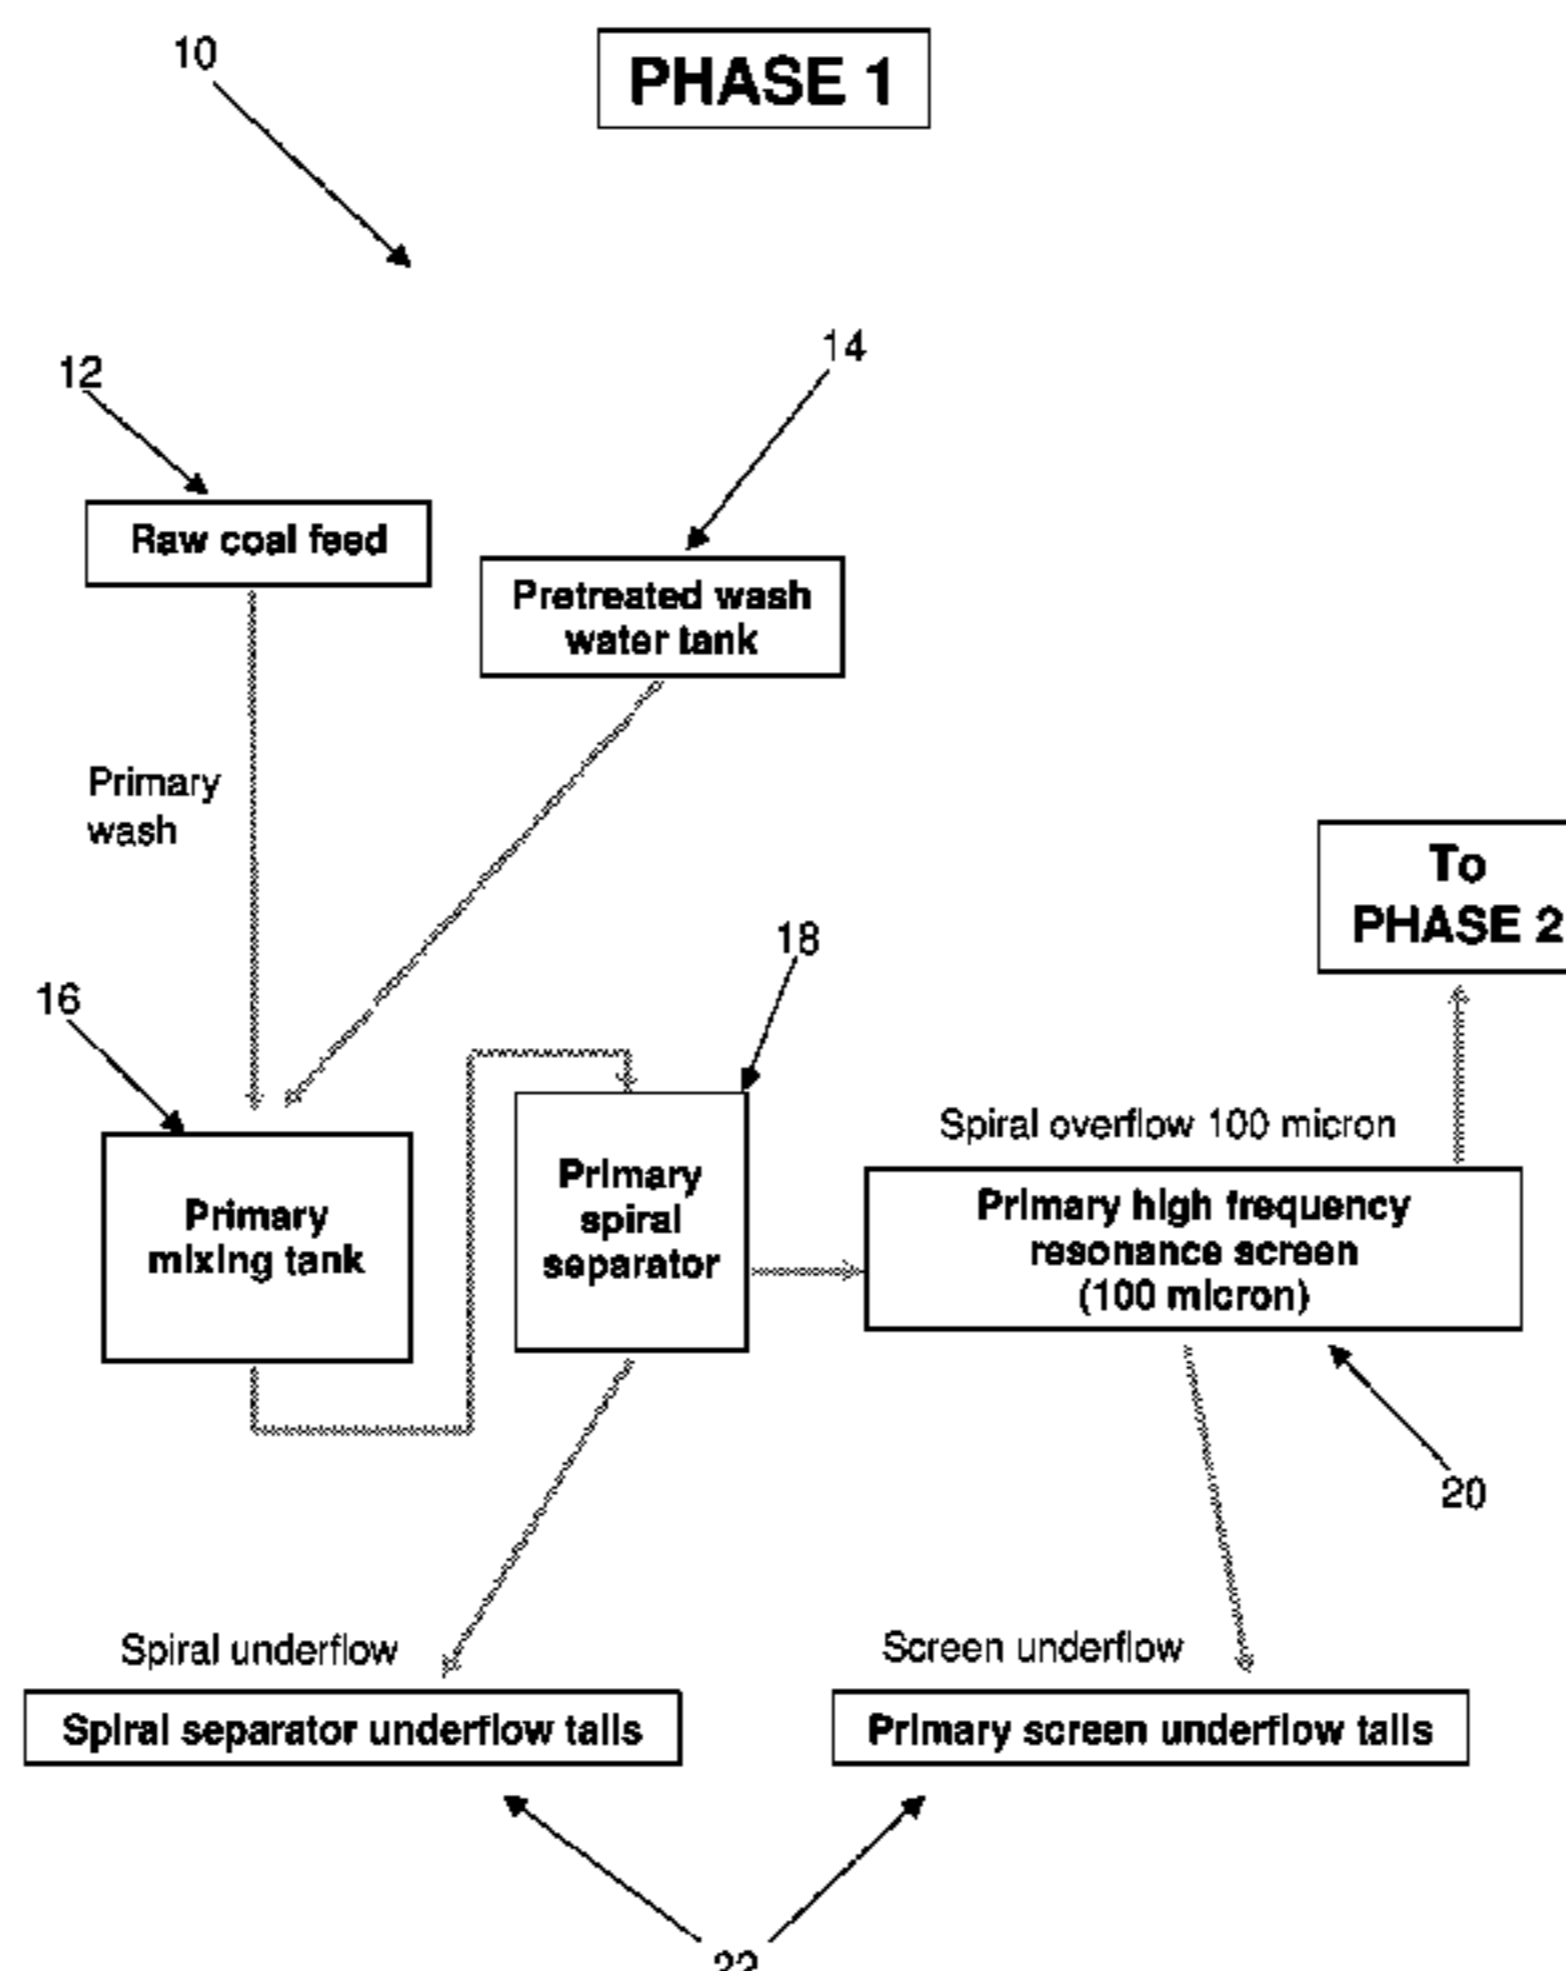 10
PHASE 1
14
12
Raw coal feed
Pretreated wash
water tank
Primary
wash
To
PHASE 2
18
16
Spiral overflow 100 micron
Primary
mixing tank
Primary
spiral
separator
Primary high frequency
resonance screen
(100 micron)
20
Spiral underflow
Screen underflow
Spiral separator underflow tails
Primary screen underflow tails
22